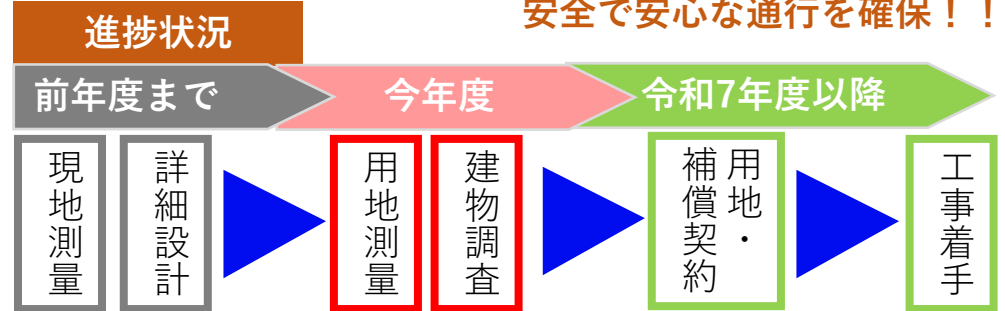 安全で安心な通行を確保！！
進捗状況
前年度まで
今年度
令和7年度以降
現地測量
詳細設計
用地測量
建物調査
用地・
補償契約
工事着手